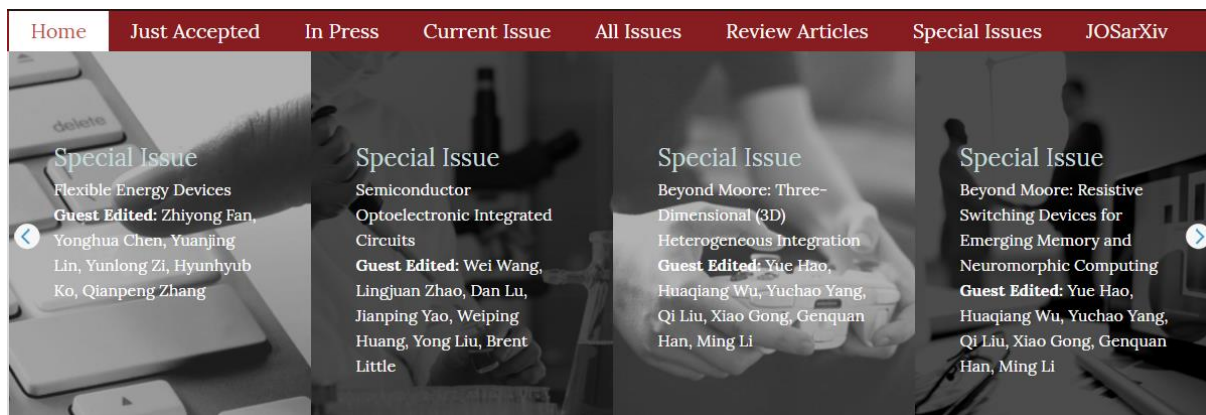 Home Just Accepted In Press Current Issue All Issues Review Articles Special Issues JOSarXiv
delete
Special Issue
Flexible Energy Devices
Guest Edited: Zhiyong Fan,
Yonghua Chen, Yuanjing
Lin, Yunlong Zi, Hyunhyub
Ko, Qianpeng Zhang
Special Issue
Semiconductor
Optoelectronic Integrated
Circuits
Guest Edited: Wei Wang,
Lingjuan Zhao, Dan Lu,
Jianping Yao, Weiping
Huang, Yong Liu, Brent
Little
Special Issue
Beyond Moore: Three-
Dimensional (3D)
Heterogeneous Integration
Guest Edited: Yue Hao,
Huaqiang Wu, Yuchao Yang,
Qi Liu, Xiao Gong, Genquan
Han, Ming Li
Special Issue
Beyond Moore: Resistive
Switching Devices for
Emerging Memory and
Neuromorphic Computing
Guest Edited: Yue Hao,
Huaqiang Wu, Yuchao Yang,
Qi Liu, Xiao Gong, Genquan
Han, Ming Li